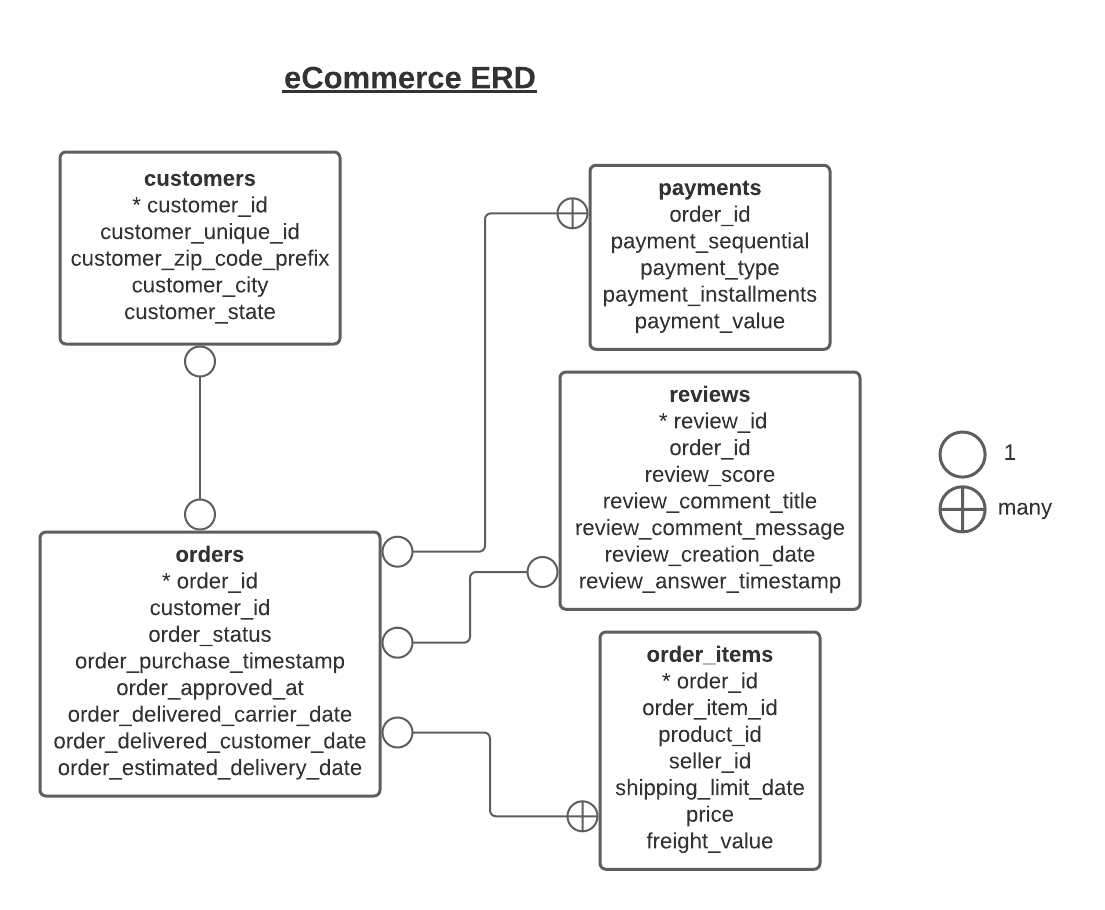 eCommerce ERD
customers
* customer_id
customer_unique_id
customer_zip_code_prefix
customer_city
customer_state
payments
order_id
payment_sequential
payment_type
payment_installments
payment_value
reviews
* review_id
order_id
review_score
review_comment_title
review_comment_message
review_creation_date
review_answer_timestamp
1
many
orders
* order_id
customer_id
order_status
order_purchase_timestamp
order_approved_at
order_delivered_carrier_date
order_delivered_customer_date
order_estimated_delivery_date
order_items
* order_id
order_item_id
product_id
seller_id
shipping_limit_date
price
freight_value